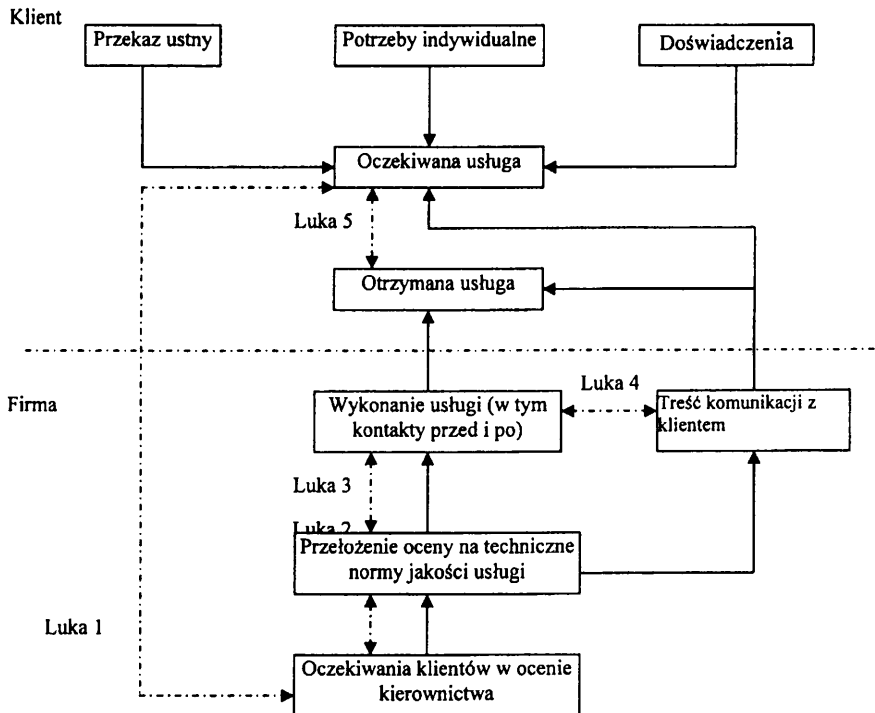 Klient
Przekaz ustny
Potrzeby indywidualne
Doświadczenia
Oczekiwana usługa
Luka 5
Otrzymana usługa
Luka 4
Firma
Wykonanie usługi (w tym
kontakty przed i po)
Treść komunikacji z
klientem
Luka 3
Luka 2
Przełożenie oceny na techniczne
normy jakości usługi
Luka 1
Oczekiwania klientów w ocenie
kierownictwa